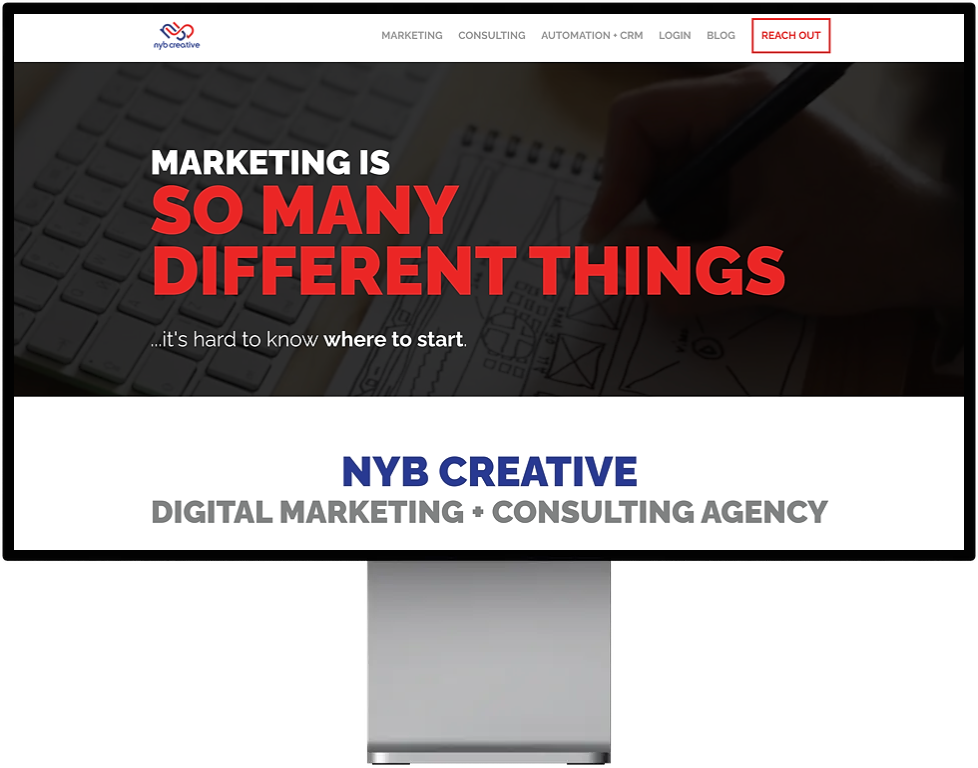 nyb creative
MARKETING CONSULTING AUTOMATION + CRM LOGIN BLOG REACH OUT
MARKETING IS
SO MANY
DIFFERENT THINGS
...it's hard to know where to start.
NYB CREATIVE
DIGITAL MARKETING + CONSULTING AGENCY